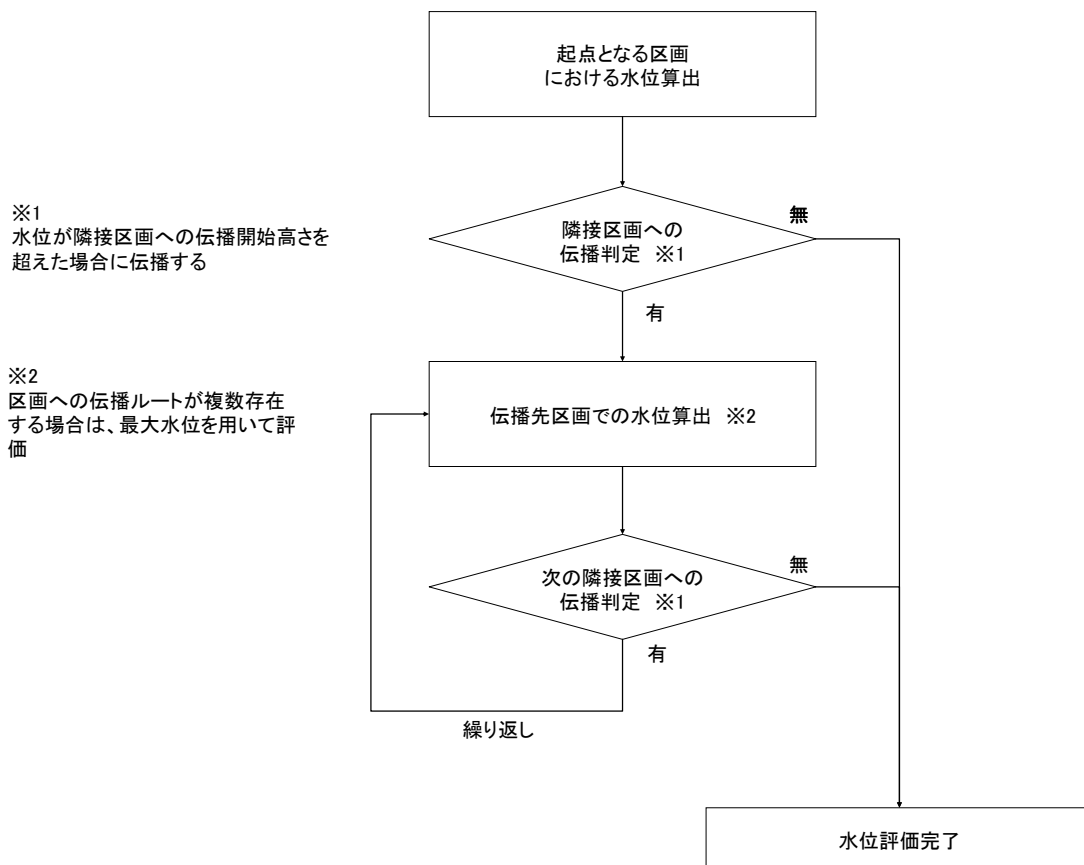 起点となる区画
における水位算出
※1
水位が隣接区画への伝播開始高さを
超えた場合に伝播する
隣接区画への
伝播判定 ※1
無
有
※2
区画への伝播ルートが複数存在
する場合は、最大水位を用いて評
価
伝播先区画での水位算出 ※2
次の隣接区画への
伝播判定 ※1
無
有
繰り返し
水位評価完了